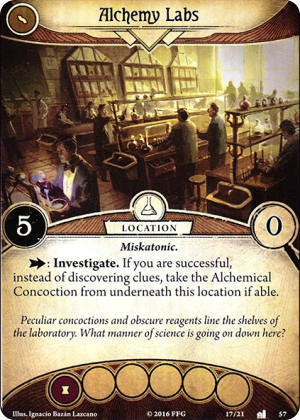 Alchemy Labs
5
LOCATION
0
Miskatonic.
: Investigate. If you are successful,
instead of discovering clues, take the Alchemical
Concoction from underneath this location if able.
Peculiar concoctions and obscure reagents line the shelves of
the laboratory. What manner of science is going on down here?
Illus. Ignacio Bazán Lazcano
© 2016 FFG
17/21
57